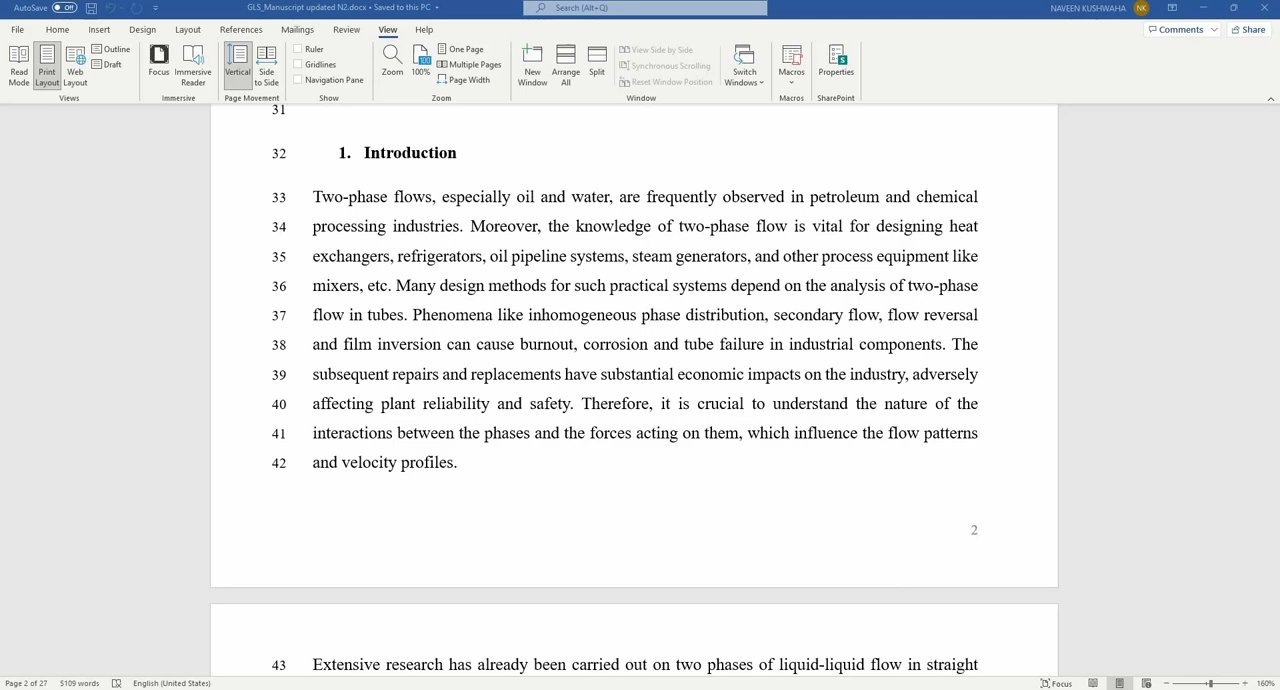 AutoSave Off GLS_Manuscript updated N2.docx • Saved to this PC Search (Alt+Q) NAVEEN KUSHWAHA NK
File Home Insert Design Layout References Mailings Review View Help Comments Share
Read Mode Print Layout Web Layout Outline Draft Focus Immersive Reader Vertical Side to Side Ruler Gridlines Navigation Pane Zoom 100 100% One Page Multiple Pages Page Width New Window Arrange All Split View Side by Side Synchronous Scrolling Reset Window Position Switch Windows Macros Properties
Views Immersive Page Movement Show Zoom Window Macros SharePoint
31
32 1. Introduction
33 Two-phase flows, especially oil and water, are frequently observed in petroleum and chemical
34 processing industries. Moreover, the knowledge of two-phase flow is vital for designing heat
35 exchangers, refrigerators, oil pipeline systems, steam generators, and other process equipment like
36 mixers, etc. Many design methods for such practical systems depend on the analysis of two-phase
37 flow in tubes. Phenomena like inhomogeneous phase distribution, secondary flow, flow reversal
38 and film inversion can cause burnout, corrosion and tube failure in industrial components. The
39 subsequent repairs and replacements have substantial economic impacts on the industry, adversely
40 affecting plant reliability and safety. Therefore, it is crucial to understand the nature of the
41 interactions between the phases and the forces acting on them, which influence the flow patterns
42 and velocity profiles.
2
43 Extensive research has already been carried out on two phases of liquid-liquid flow in straight
Page 2 of 27 5109 words English (United States) Focus 160%